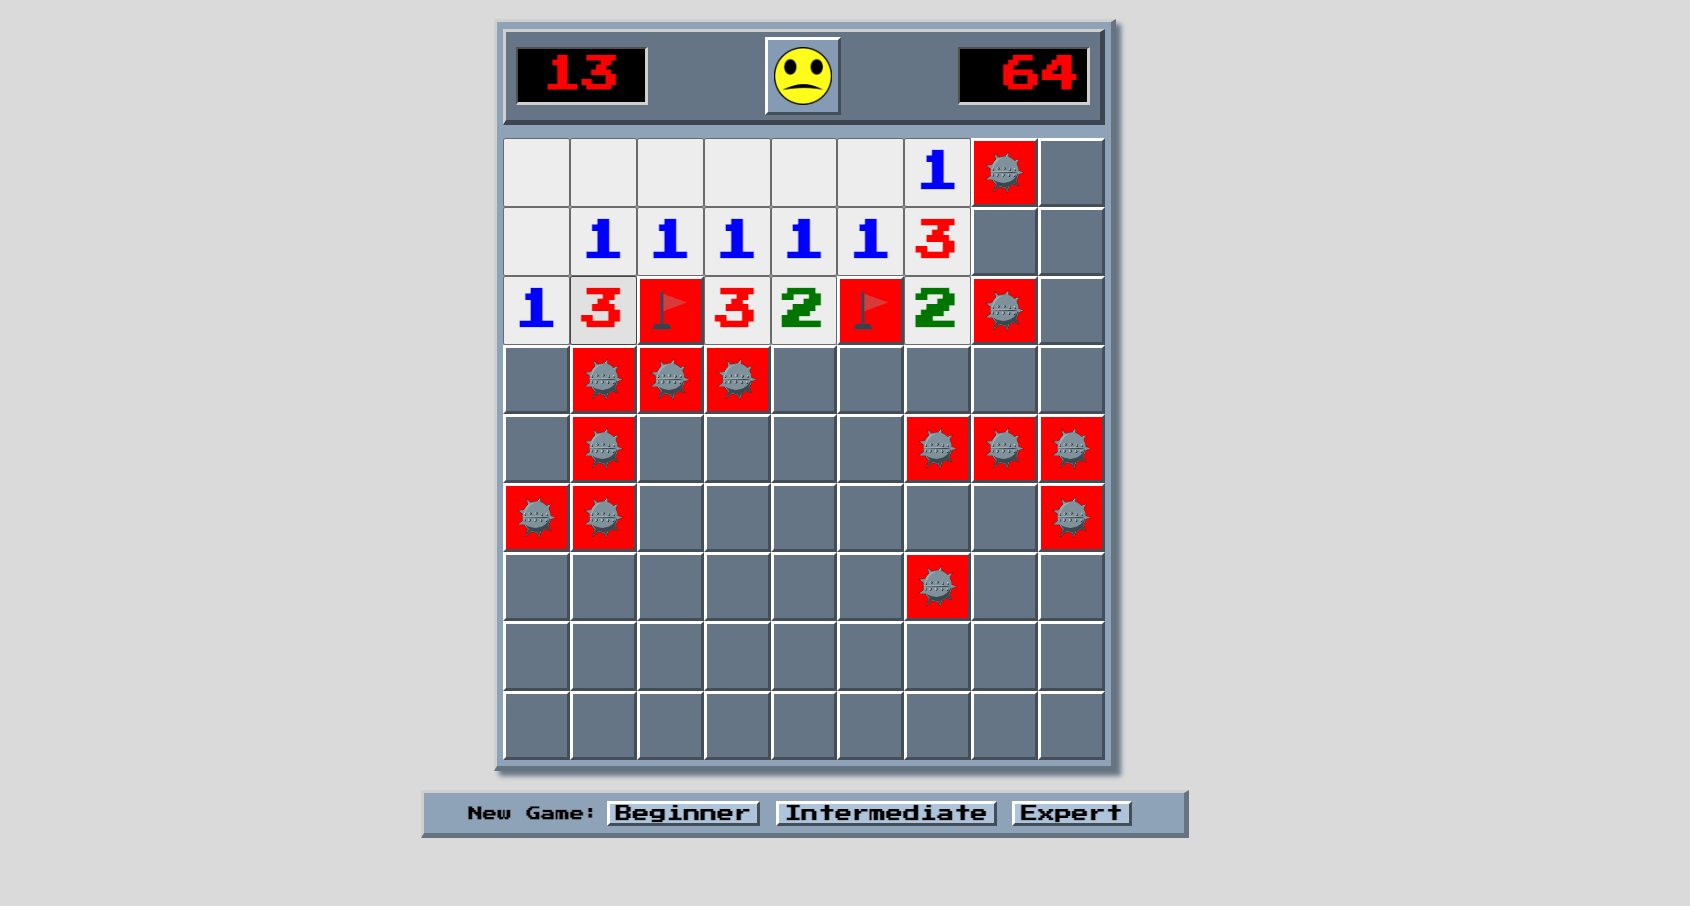 13 64
1
1 1 1 1 1 3
1 3 3 2 2
New Game: Beginner Intermediate Expert